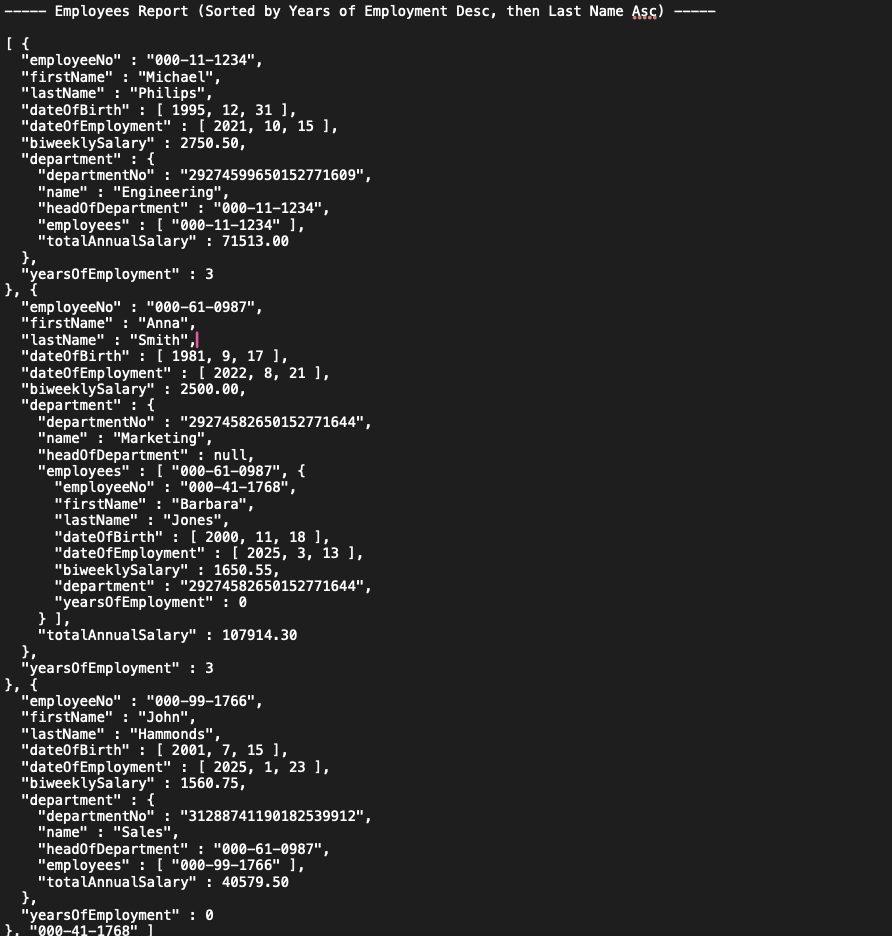 ----- Employees Report (Sorted by Years of Employment Desc, then Last Name Asc) -----
[ {
  "employeeNo" : "000-11-1234",
  "firstName" : "Michael",
  "lastName" : "Philips",
  "dateOfBirth" : [ 1995, 12, 31 ],
  "dateOfEmployment" : [ 2021, 10, 15 ],
  "biweeklySalary" : 2750.50,
  "department" : {
    "departmentNo" : "29274599650152771609",
    "name" : "Engineering",
    "headOfDepartment" : "000-11-1234",
    "employees" : [ "000-11-1234" ],
    "totalAnnualSalary" : 71513.00
  },
  "yearsOfEmployment" : 3
}, {
  "employeeNo" : "000-61-0987",
  "firstName" : "Anna",
  "lastName" : "Smith",
  "dateOfBirth" : [ 1981, 9, 17 ],
  "dateOfEmployment" : [ 2022, 8, 21 ],
  "biweeklySalary" : 2500.00,
  "department" : {
    "departmentNo" : "29274582650152771644",
    "name" : "Marketing",
    "headOfDepartment" : null,
    "employees" : [ "000-61-0987", {
      "employeeNo" : "000-41-1768",
      "firstName" : "Barbara",
      "lastName" : "Jones",
      "dateOfBirth" : [ 2000, 11, 18 ],
      "dateOfEmployment" : [ 2025, 3, 13 ],
      "biweeklySalary" : 1650.55,
      "department" : "29274582650152771644",
      "yearsOfEmployment" : 0
    } ],
    "totalAnnualSalary" : 107914.30
  },
  "yearsOfEmployment" : 3
}, {
  "employeeNo" : "000-99-1766",
  "firstName" : "John",
  "lastName" : "Hammonds",
  "dateOfBirth" : [ 2001, 7, 15 ],
  "dateOfEmployment" : [ 2025, 1, 23 ],
  "biweeklySalary" : 1560.75,
  "department" : {
    "departmentNo" : "31288741190182539912",
    "name" : "Sales",
    "headOfDepartment" : "000-61-0987",
    "employees" : [ "000-99-1766" ],
    "totalAnnualSalary" : 40579.50
  },
  "yearsOfEmployment" : 0
}, "000-41-1768" ]